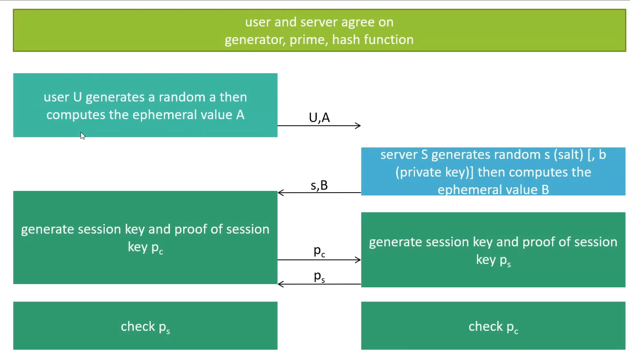 user and server agree on
generator, prime, hash function
user U generates a random a then
computes the ephemeral value A
U,A
server S generates random s (salt) [, b
(private key)] then computes the
ephemeral value B
s,B
generate session key and proof of session
key pc
generate session key and proof of session
key ps
pc
ps
check ps
check pc